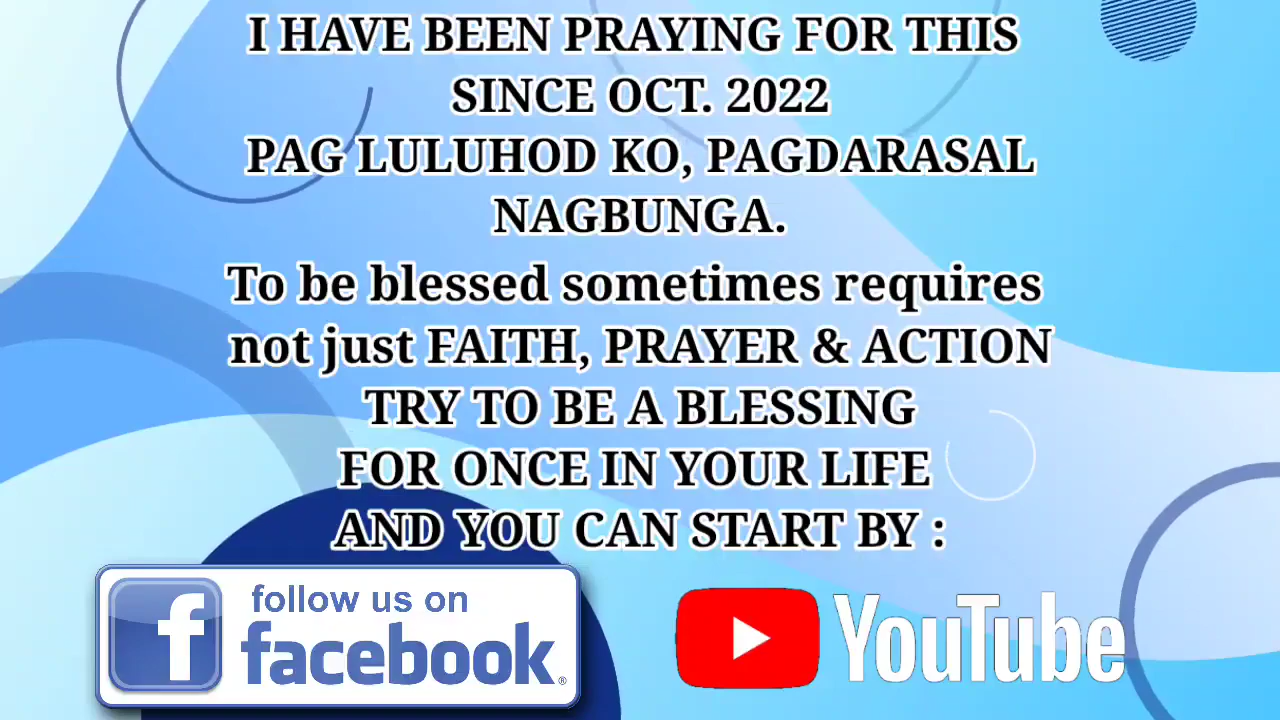 I HAVE BEEN PRAYING FOR THIS
SINCE OCT. 2022
PAG LULUHOD KO, PAGDARASAL
NAGBUNGA.
To be blessed sometimes requires
not just FAITH, PRAYER & ACTION
TRY TO BE A BLESSING
FOR ONCE IN YOUR LIFE
AND YOU CAN START BY :
follow us on
facebook®
YouTube